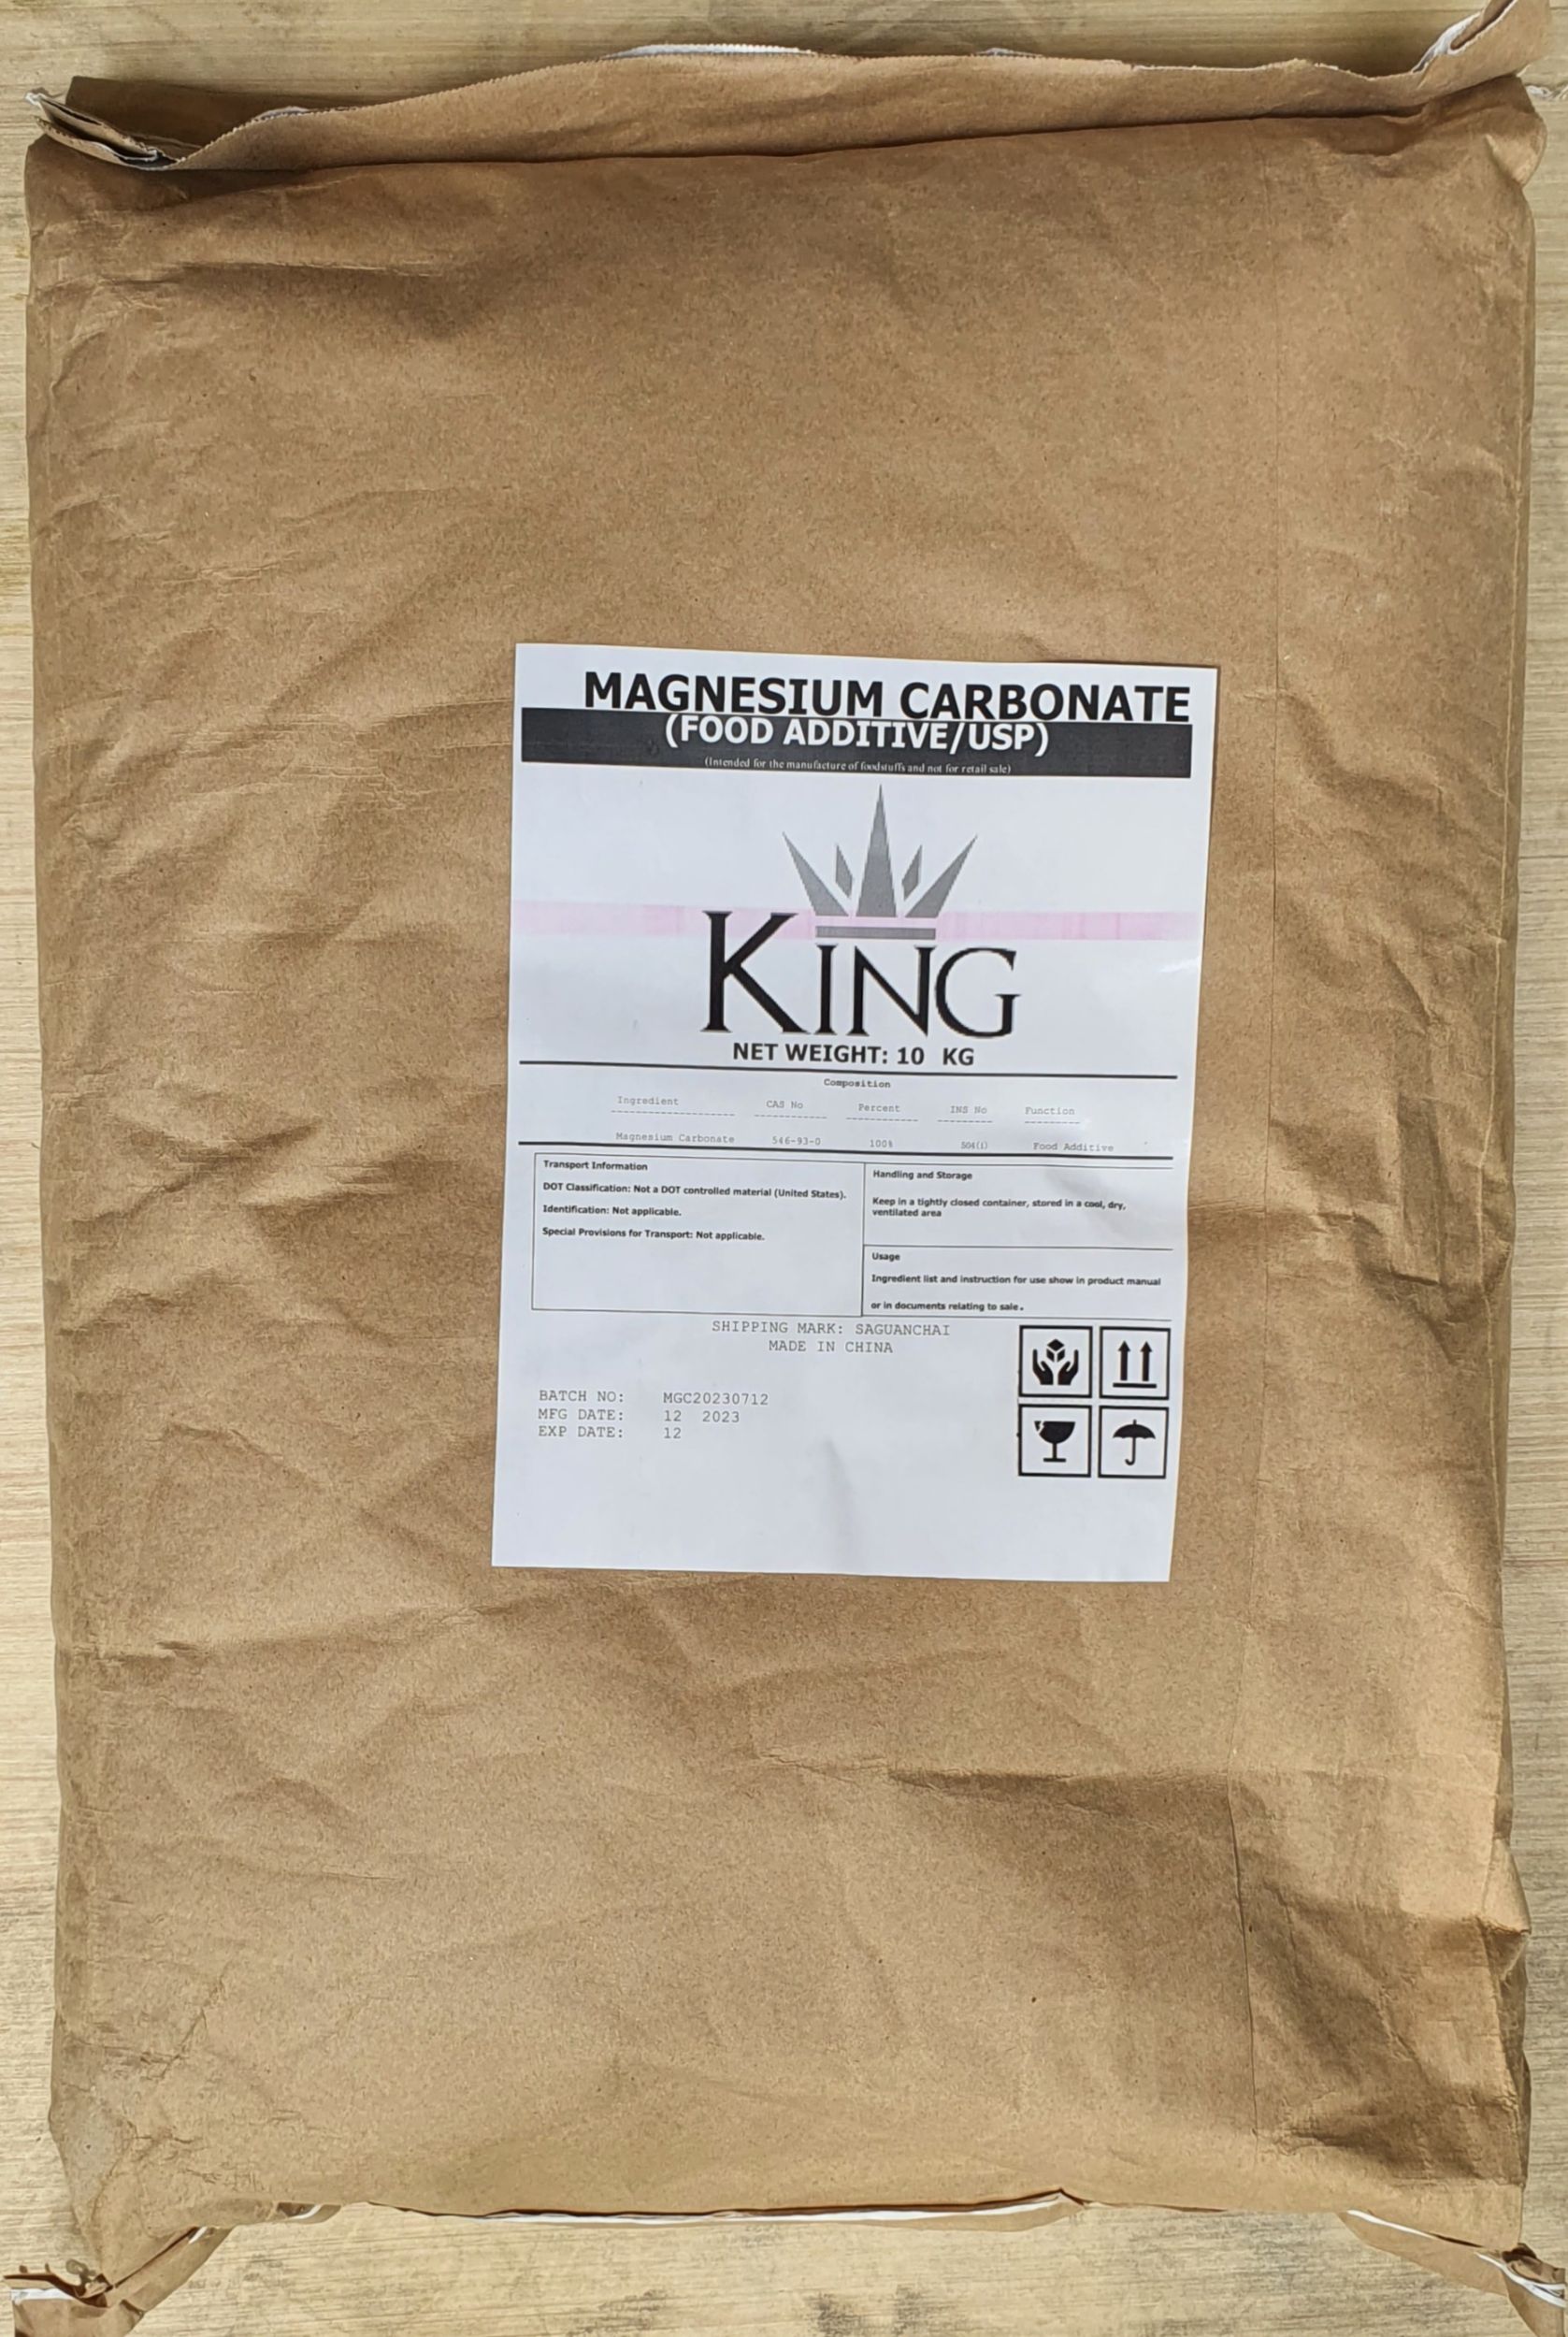 MAGNESIUM CARBONATE
(FOOD ADDITIVE/USP)
(Intended for the manufacture of foodstuffs and not for retail sale)
KING
NET WEIGHT: 10 KG
Composition
Ingredient CAS No Percent INS No Function
Magnesium Carbonate 546-93-0 100% 504(i) Food Additive
Transport Information
DOT Classification: Not a DOT controlled material (United States).
Identification: Not applicable.
Special Provisions for Transport: Not applicable.
Handling and Storage
Keep in a tightly closed container, stored in a cool, dry,
ventilated area
Usage
Ingredient list and instruction for use show in product manual
or in documents relating to sale.
SHIPPING MARK: SAGUANCHAI
MADE IN CHINA
BATCH NO: MGC20230712
MFG DATE: 12 2023
EXP DATE: 12